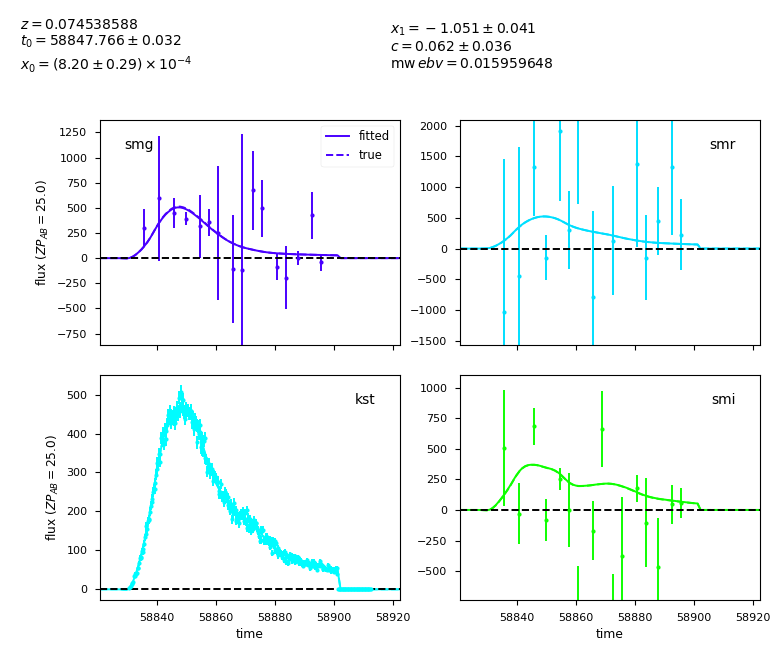 z = 0.074538588
t₀ = 58847.766 ± 0.032
x₀ = (8.20 ± 0.29) × 10⁻⁴
x₁ = −1.051 ± 0.041
c = 0.062 ± 0.036
mwebv = 0.015959648
smg
fitted
true
1250
1000
750
500
250
0
−250
−500
−750
flux (ZP_AB = 25.0)
smr
2000
1500
1000
500
0
−500
−1000
−1500
kst
500
400
300
200
100
0
flux (ZP_AB = 25.0)
58840 58860 58880 58900 58920
time
smi
1000
750
500
250
0
−250
−500
58840 58860 58880 58900 58920
time